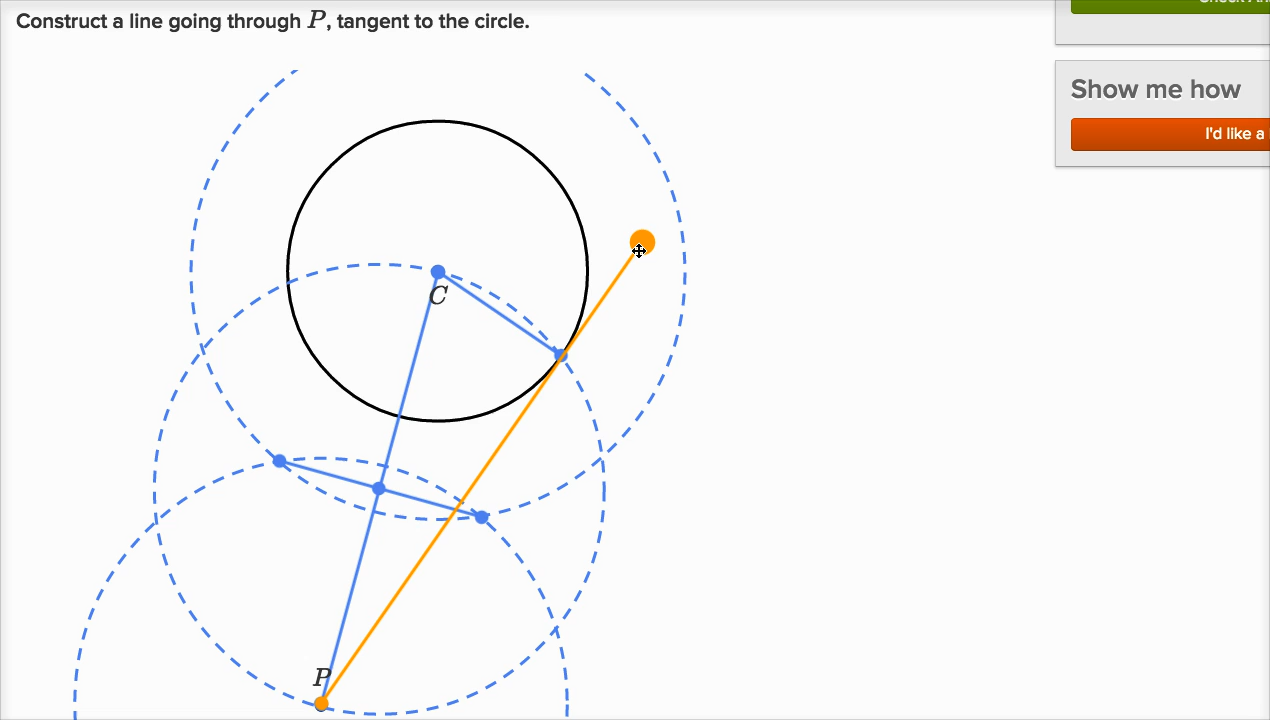 Construct a line going through P, tangent to the circle.
Show me how
I'd like a
C
P